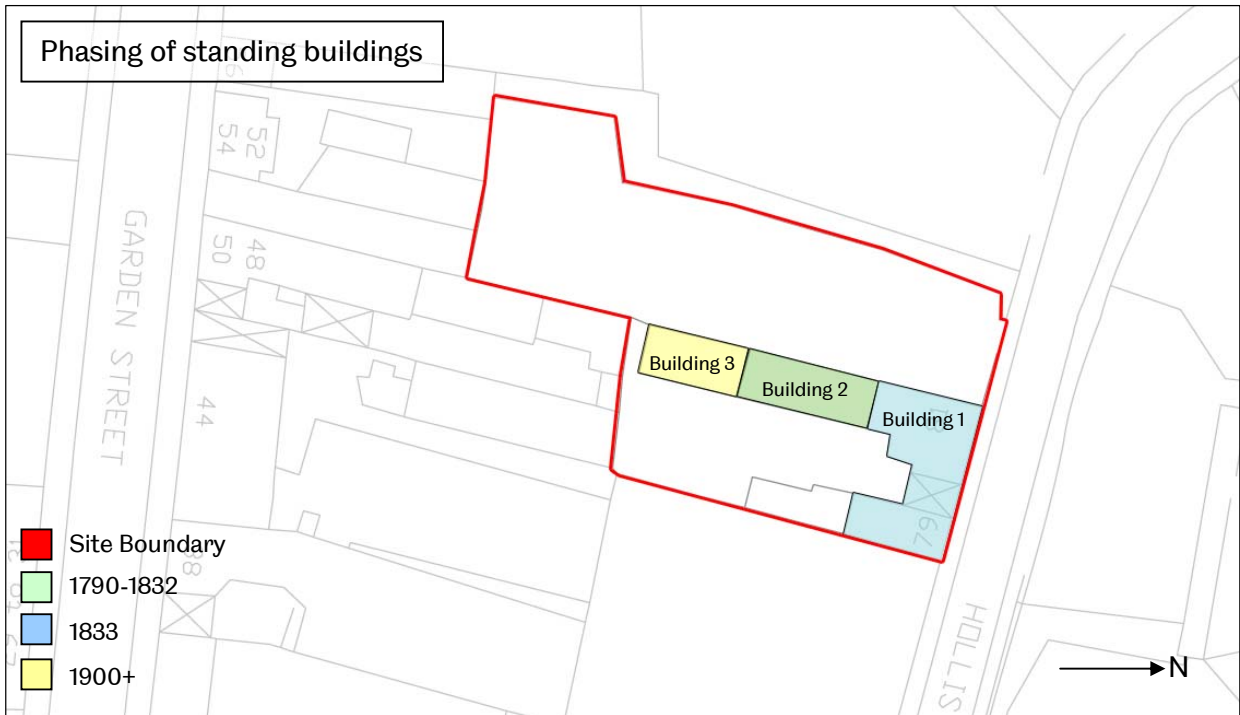 Phasing of standing buildings
52
54
48
50
GARDEN STREET
44
Building 3
Building 2
Building 1
79
HOLLIS
Site Boundary
1790-1832
1833
1900+
N